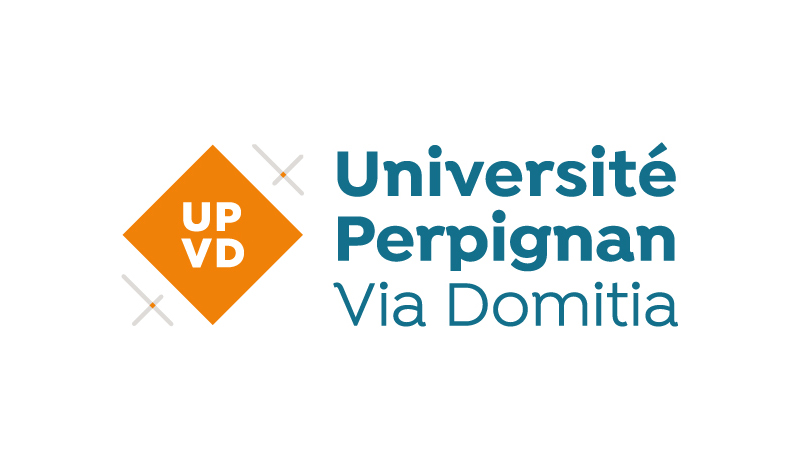 UP
VD
Université
Perpignan
Via Domitia